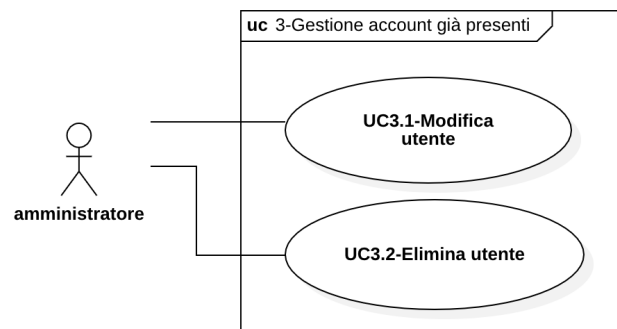 uc 3-Gestione account già presenti
UC3.1-Modifica
utente
amministratore
UC3.2-Elimina utente